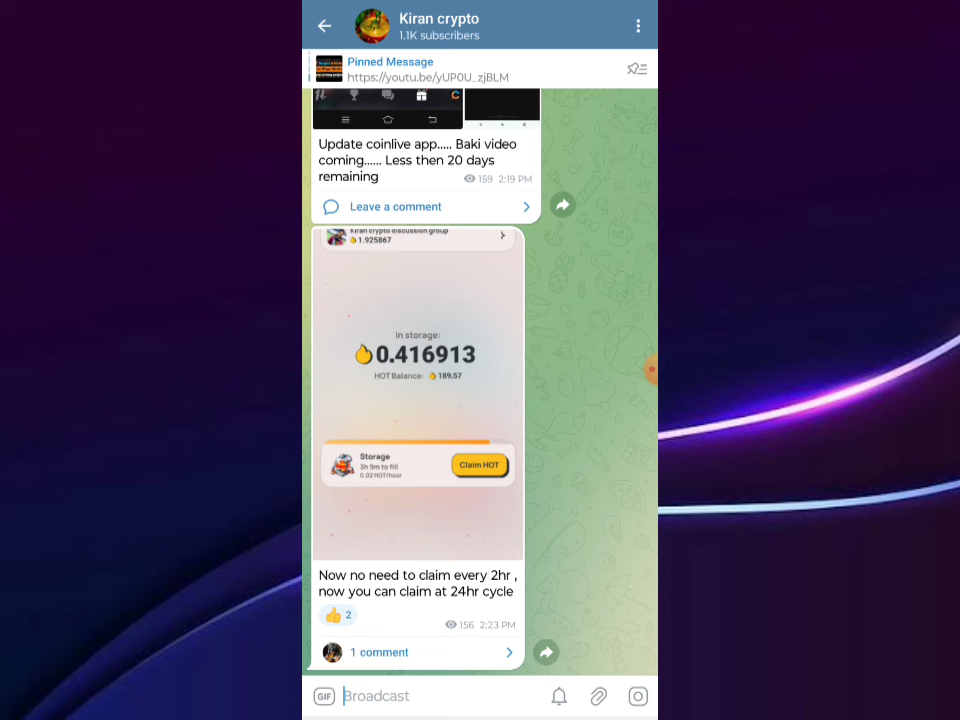 Kiran crypto
1.1K subscribers
Pinned Message
https://youtu.be/yUP0U_zjBLM
Update coinlive app..... Baki video
coming...... Less then 20 days
remaining
159 2:19 PM
Leave a comment
Kiran crypto discussion group
1.925867
In storage:
0.416913
HOT Balance: 189.57
Storage
3h 9m to fill
0.02 HOT/hour
Claim HOT
Now no need to claim every 2hr ,
now you can claim at 24hr cycle
2
156 2:23 PM
1 comment
GIF
Broadcast